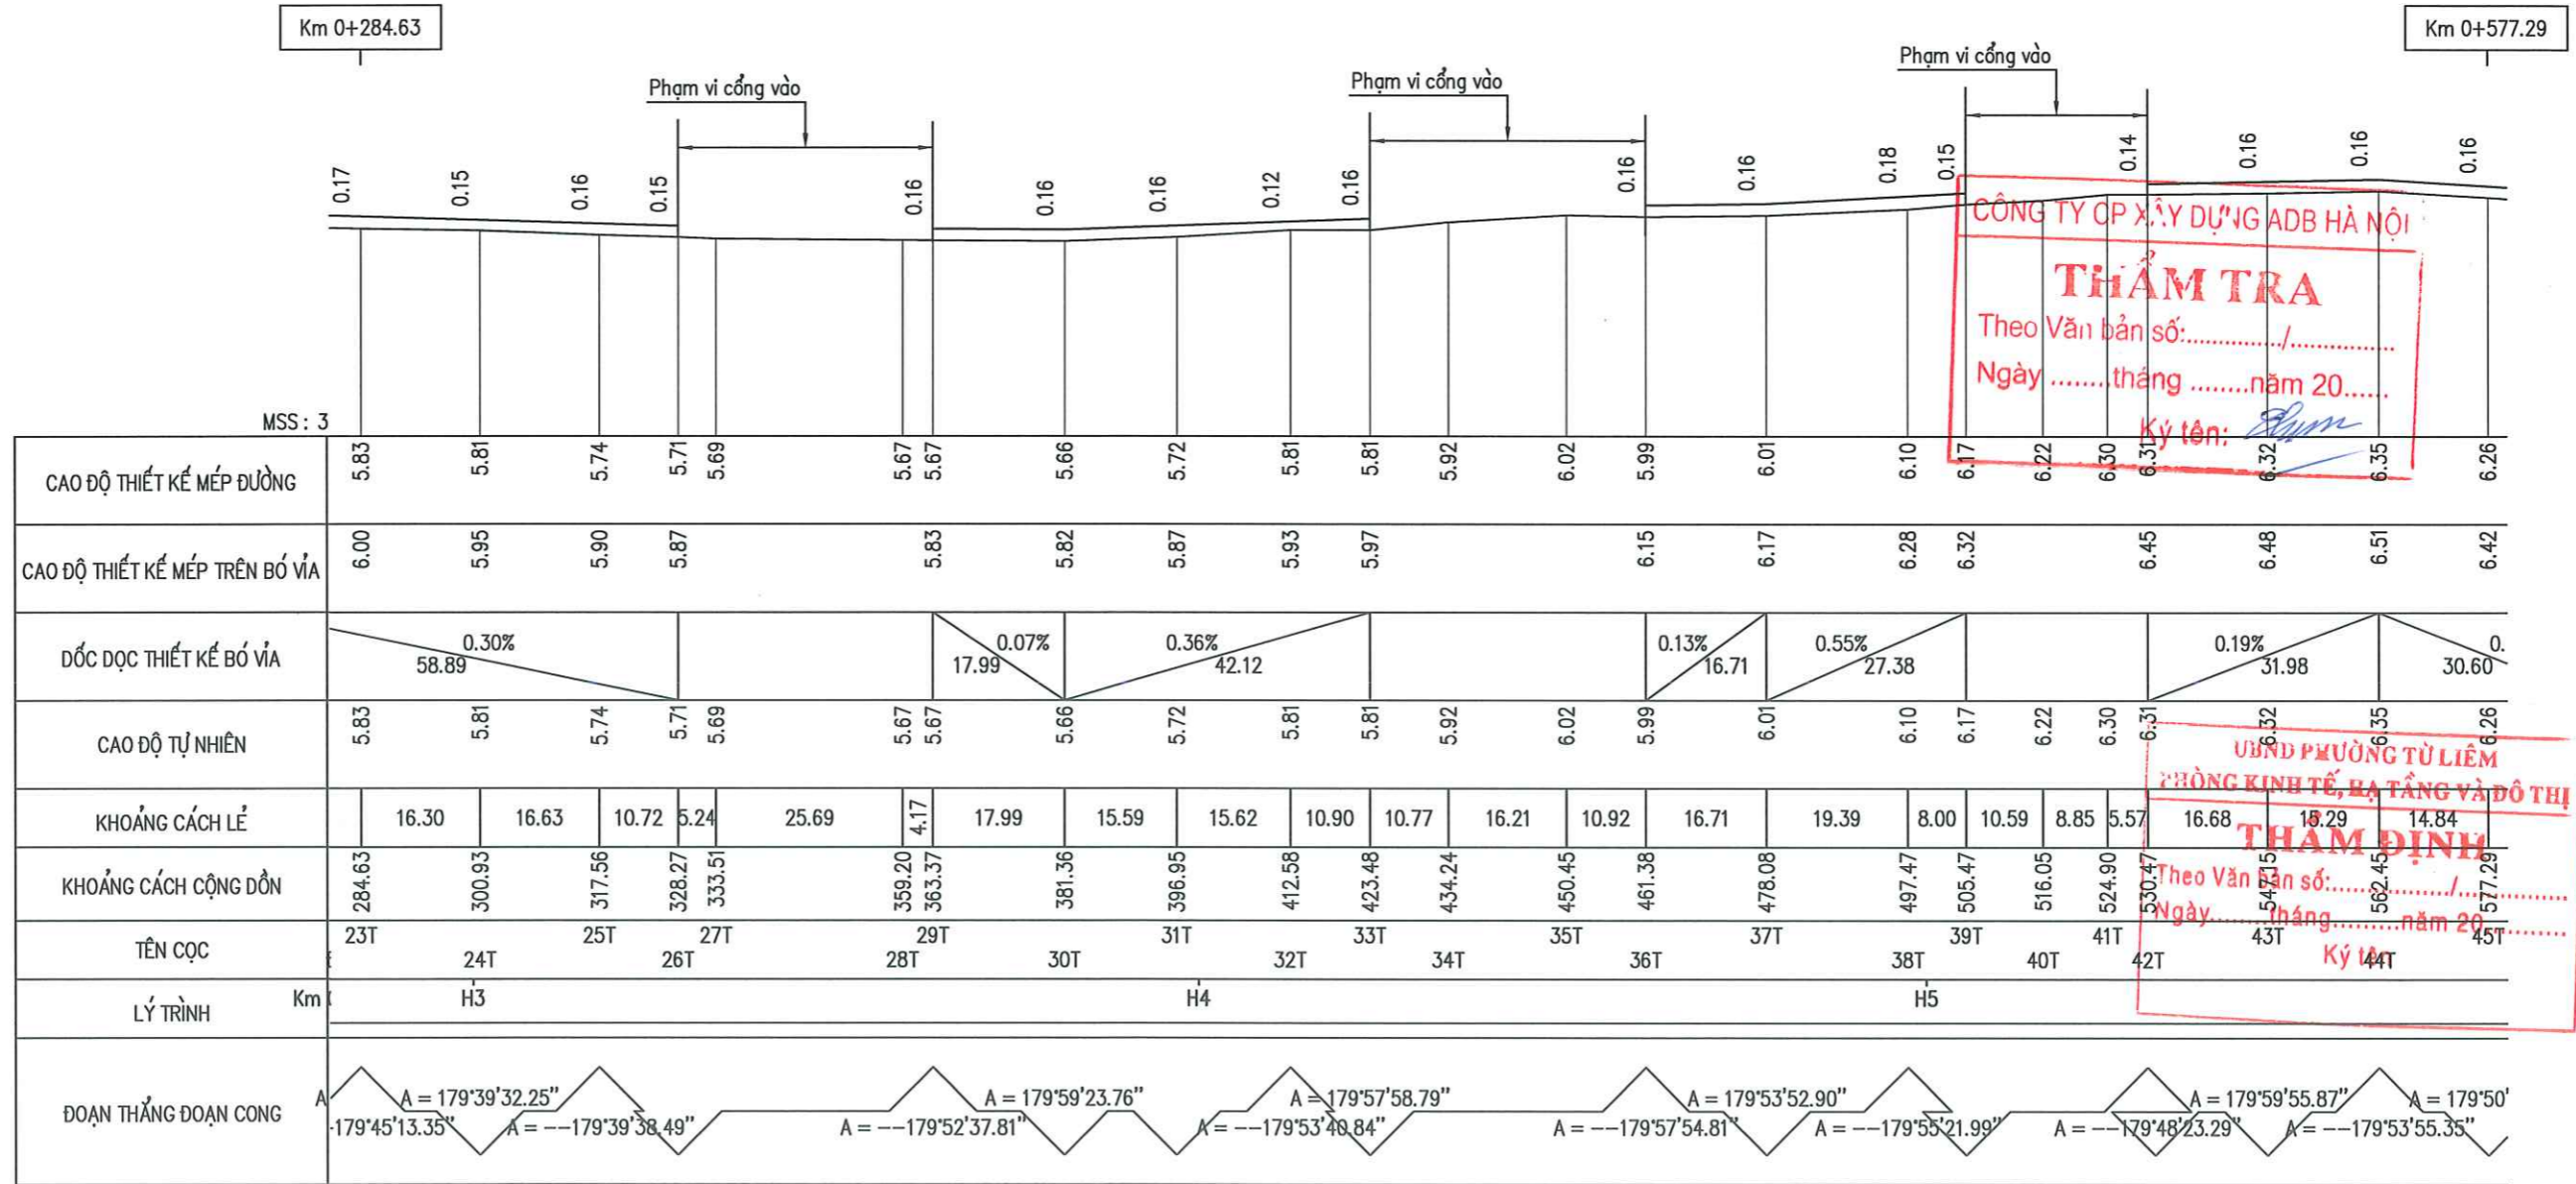 Km 0+284.63
Km 0+577.29
Phạm vi cổng vào
Phạm vi cổng vào
Phạm vi cổng vào
0.17 0.15 0.16 0.15 0.16 0.16 0.16 0.12 0.16 0.16 0.16 0.18 0.15 0.14 0.16 0.16 0.16
CÔNG TY CP XÂY DỰNG ADB HÀ NỘI
THẨM TRA
Theo Văn bản số:............../...............
Ngày ........tháng ........năm 20......
Ký tên:
MSS : 3
CAO ĐỘ THIẾT KẾ MÉP ĐƯỜNG
5.83 5.81 5.74 5.71 5.69 5.67 5.67 5.66 5.72 5.81 5.81 5.92 6.02 5.99 6.01 6.10 6.17 6.22 6.30 6.31 6.32 6.35 6.26
CAO ĐỘ THIẾT KẾ MÉP TRÊN BÓ VỈA
6.00 5.95 5.90 5.87 5.83 5.82 5.87 5.93 5.97 6.15 6.17 6.28 6.32 6.45 6.48 6.51 6.42
DỐC DỌC THIẾT KẾ BÓ VỈA
0.30% 0.07% 0.36% 0.13% 0.55% 0.19% 0.
58.89 17.99 42.12 16.71 27.38 31.98 30.60
CAO ĐỘ TỰ NHIÊN
5.83 5.81 5.74 5.71 5.69 5.67 5.67 5.66 5.72 5.81 5.81 5.92 6.02 5.99 6.01 6.10 6.17 6.22 6.30 6.31 6.32 6.35 6.26
UBND PHƯỜNG TỪ LIÊM
PHÒNG KINH TẾ, HẠ TẦNG VÀ ĐÔ THỊ
THẨM ĐỊNH
Theo Văn bản số:................/...............
Ngày.........tháng.........năm 20...........
Ký tên
KHOẢNG CÁCH LẺ
16.30 16.63 10.72 5.24 25.69 4.17 17.99 15.59 15.62 10.90 10.77 16.21 10.92 16.71 19.39 8.00 10.59 8.85 5.57 16.68 15.29 14.84
KHOẢNG CÁCH CỘNG DỒN
284.63 300.93 317.56 328.27 333.51 359.20 363.37 381.36 396.95 412.58 423.48 434.24 450.45 461.38 478.08 497.47 505.47 516.05 524.90 530.47 547.15 562.45 577.29
TÊN CỌC
23T 25T 27T 29T 31T 33T 35T 37T 39T 41T 43T 45T
24T 26T 28T 30T 32T 34T 36T 38T 40T 42T 44T
LÝ TRÌNH
Km H3 H4 H5
ĐOẠN THẲNG ĐOẠN CONG
A A = 179°39'32.25" A = 179°59'23.76" A = 179°57'58.79" A = 179°53'52.90" A = 179°59'55.87" A = 179°50'
-179°45'13.35" A = --179°39'38.49" A = --179°52'37.81" A = --179°53'40.84" A = --179°57'54.81" A = --179°55'21.99" A = --179°48'23.29" A = --179°53'55.35"